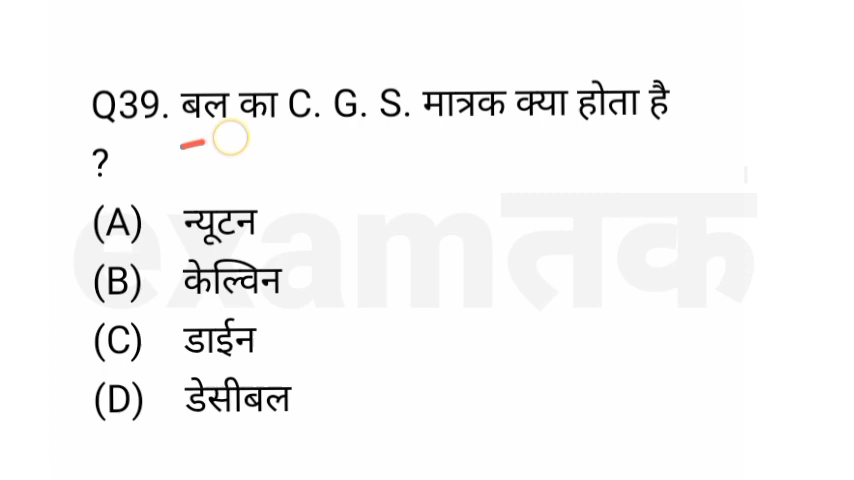 Q39. बल का C. G. S. मात्रक क्या होता है
?
examतक
(A) न्यूटन
(B) केल्विन
(C) डाईन
(D) डेसीबल